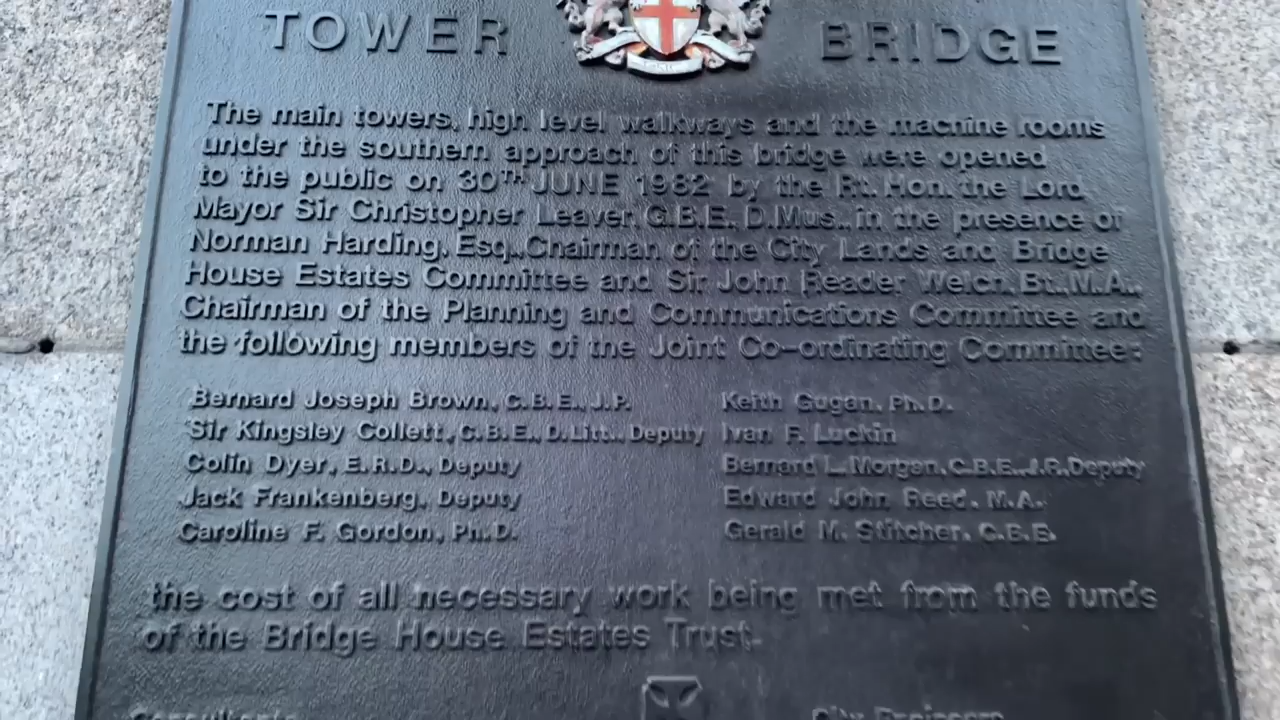 TOWER BRIDGE
The main towers, high level walkways and the machine rooms
under the southern approach of this bridge were opened
to the public on 30TH JUNE 1982 by the Rt. Hon. the Lord
Mayor Sir Christopher Leaver, G.B.E., D.Mus., in the presence of
Norman Harding, Esq., Chairman of the City Lands and Bridge
House Estates Committee and Sir John Reader Welch, Bt., M.A.,
Chairman of the Planning and Communications Committee and
the following members of the Joint Co-ordinating Committee:
Bernard Joseph Brown, C.B.E., J.P.
Sir Kingsley Collett, C.B.E., D.Litt., Deputy
Colin Dyer, E.R.D., Deputy
Jack Frankenberg, Deputy
Caroline F. Gordon, Ph.D.
Keith Gugan, Ph.D.
Ivan F. Luckin
Bernard L. Morgan, C.B.E., J.P., Deputy
Edward John Reed, M.A.
Gerald M. Stitcher, C.B.E.
the cost of all necessary work being met from the funds
of the Bridge House Estates Trust.
Consultants
City Engineers